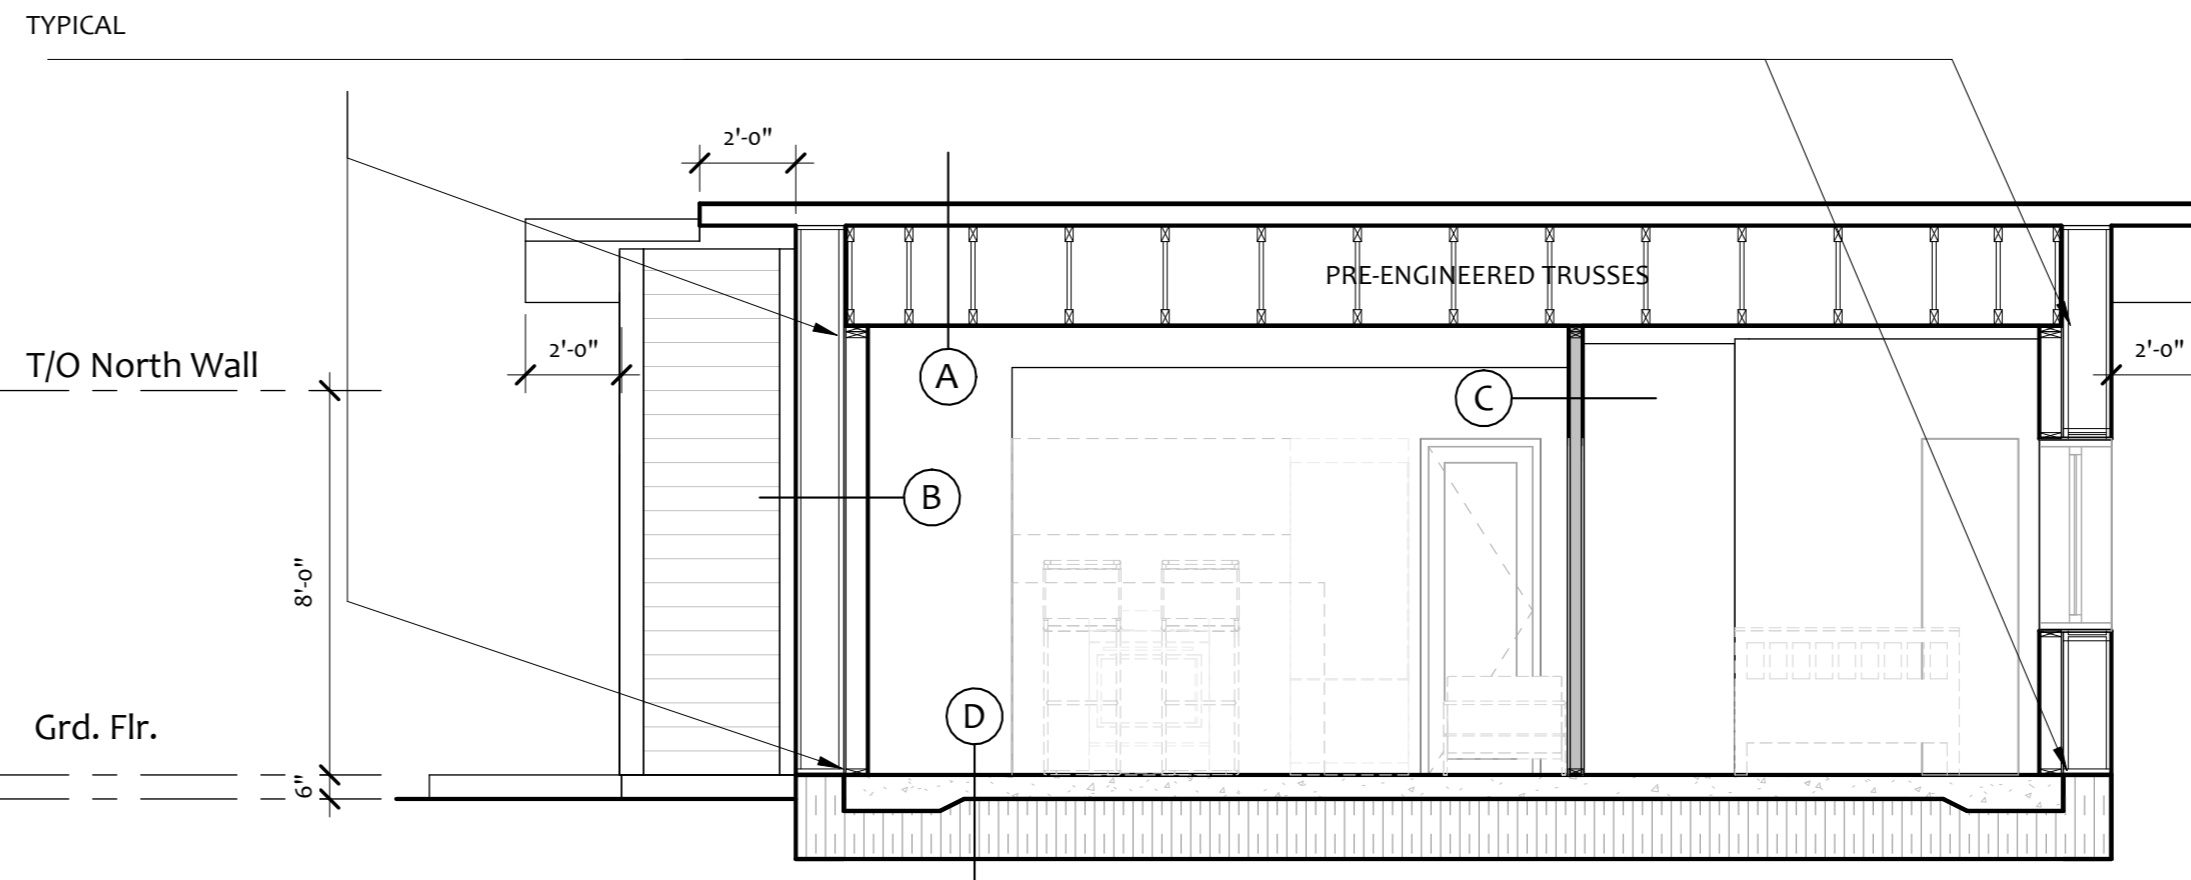 TYPICAL
2'-0"
PRE-ENGINEERED TRUSSES
2'-0"
2'-0"
T/O North Wall
A
C
B
8'-0"
D
Grd. Flr.
6"